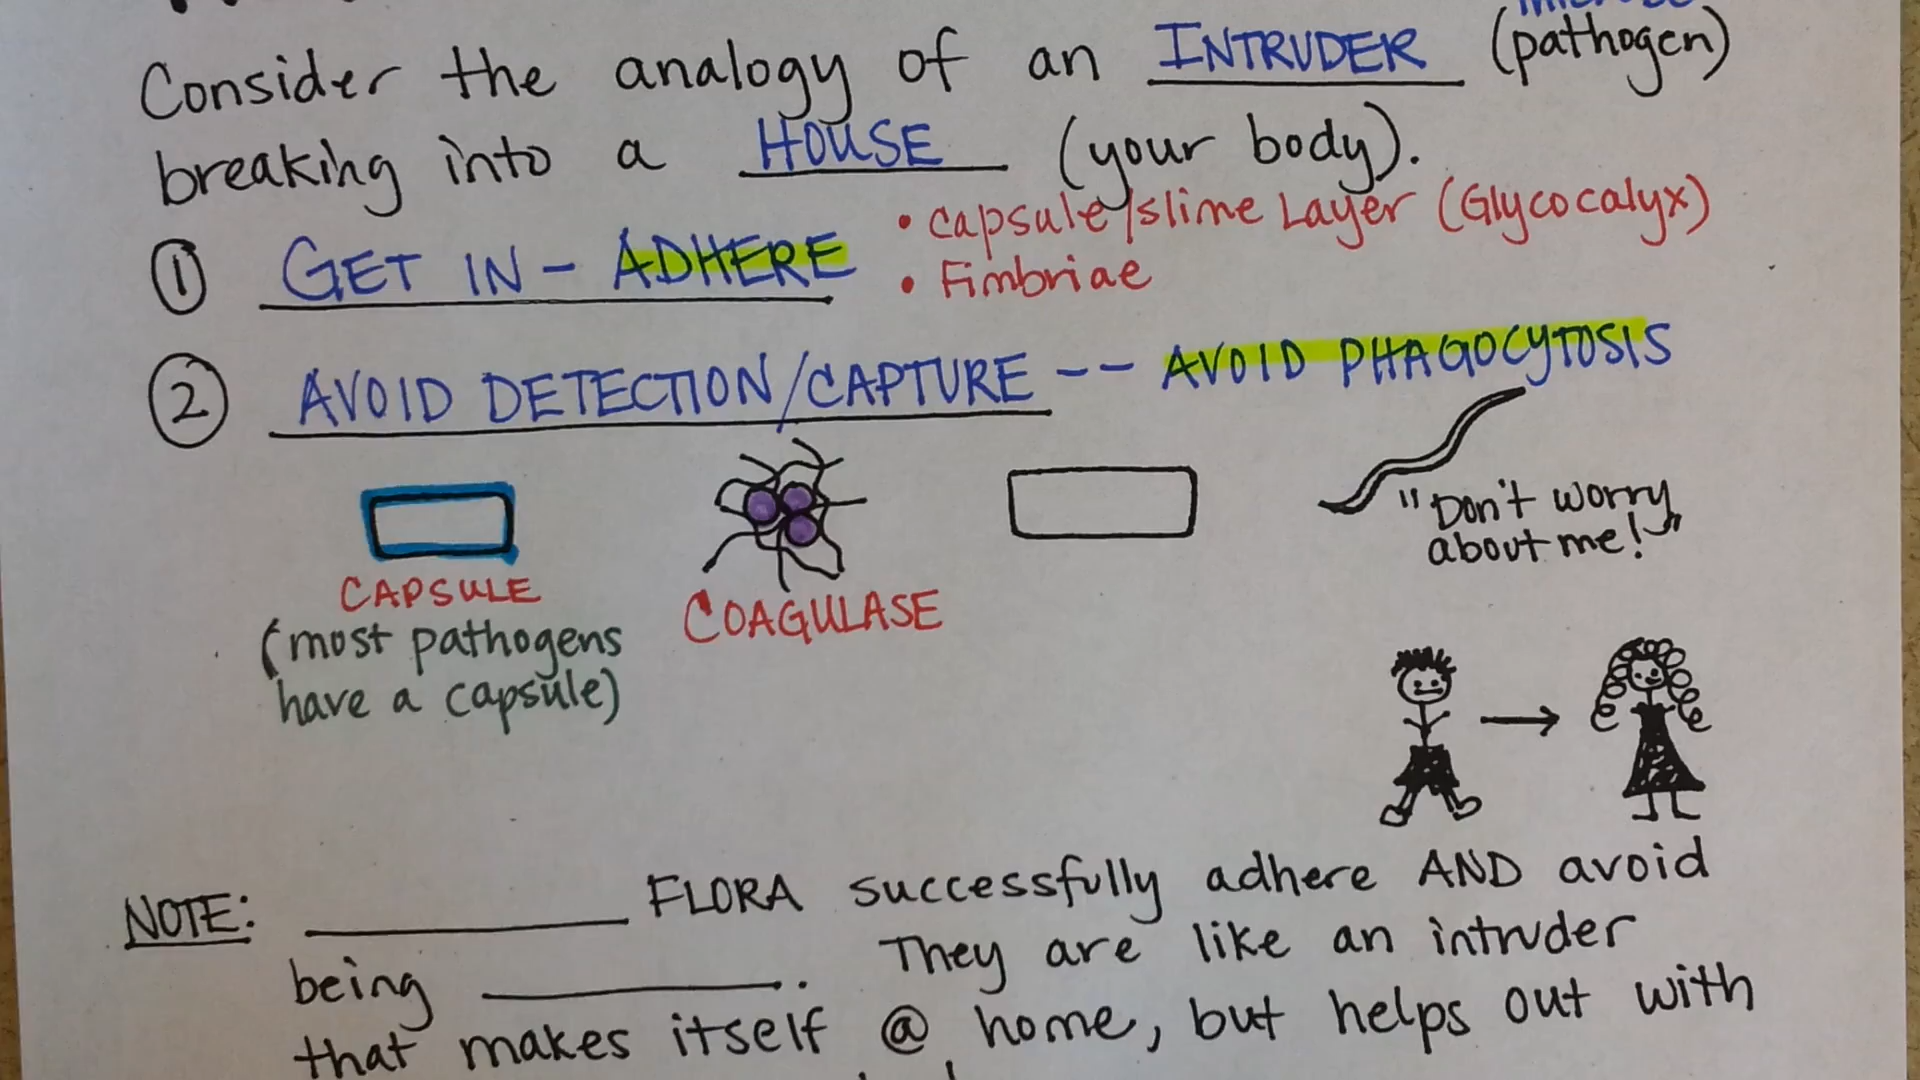 Consider the analogy of an INTRUDER (pathogen)
breaking into a HOUSE (your body).
• capsule/slime Layer (Glycocalyx)
① GET IN - ADHERE
• Fimbriae
② AVOID DETECTION/CAPTURE -- AVOID PHAGOCYTOSIS
"Don't worry
about me!"
CAPSULE
COAGULASE
(most pathogens
have a capsule)
NOTE: ____________ FLORA successfully adhere AND avoid
being ____________. They are like an intruder
that makes itself @ home, but helps out with